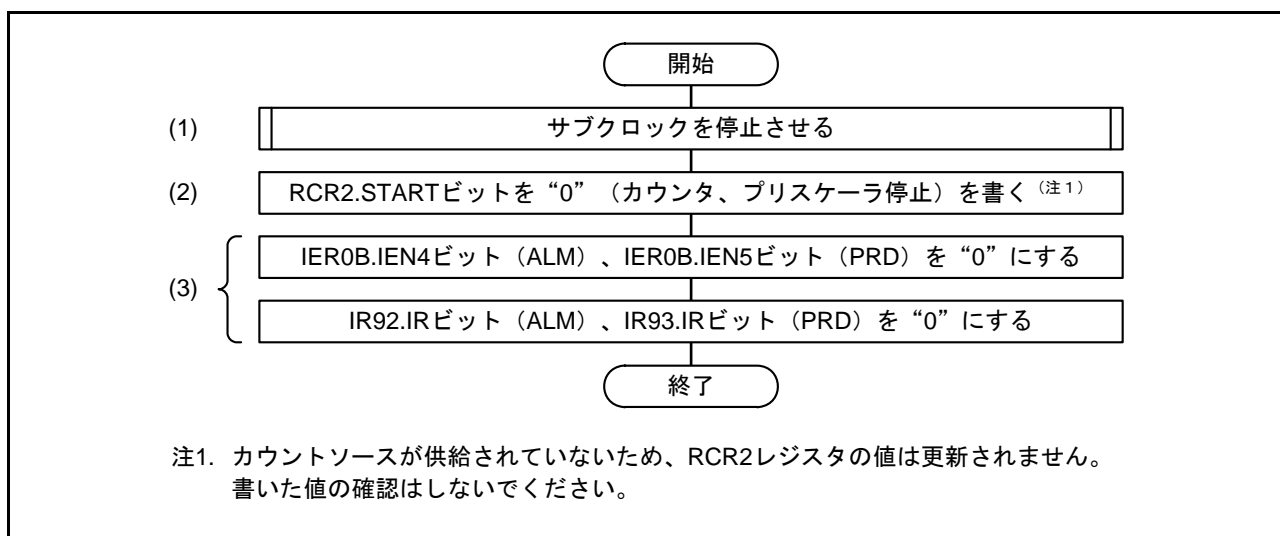 開始
(1) サブクロックを停止させる
(2) RCR2.STARTビットを“0”（カウンタ、プリスケーラ停止）を書く（注1）
IER0B.IEN4ビット（ALM）、IER0B.IEN5ビット（PRD）を“0”にする
(3)
IR92.IRビット（ALM）、IR93.IRビット（PRD）を“0”にする
終了
注1. カウントソースが供給されていないため、RCR2レジスタの値は更新されません。
書いた値の確認はしないでください。